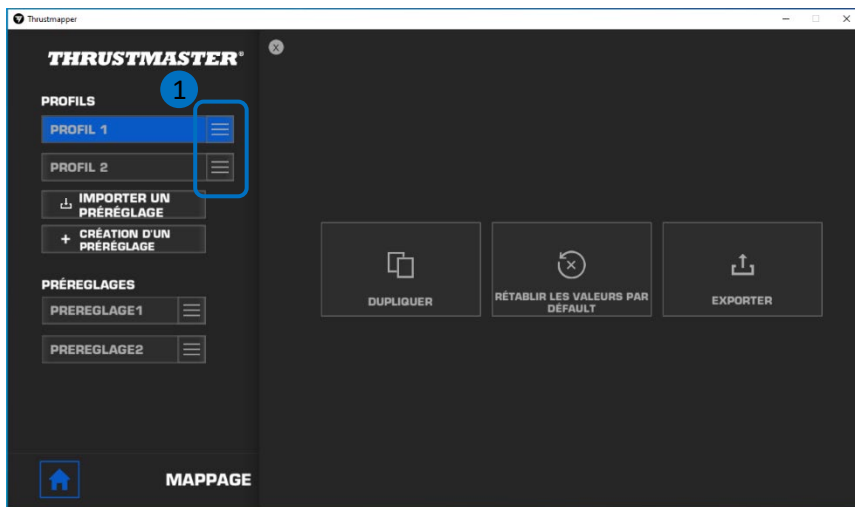 Thrustmapper
THRUSTMASTER®
1
PROFILS
PROFIL 1
PROFIL 2
IMPORTER UN
PRÉRÉGLAGE
+ CRÉATION D'UN
PRÉRÉGLAGE
PRÉREGLAGES
PREREGLAGE1
PREREGLAGE2
MAPPAGE
X
DUPLIQUER
RÉTABLIR LES VALEURS PAR
DÉFAULT
EXPORTER